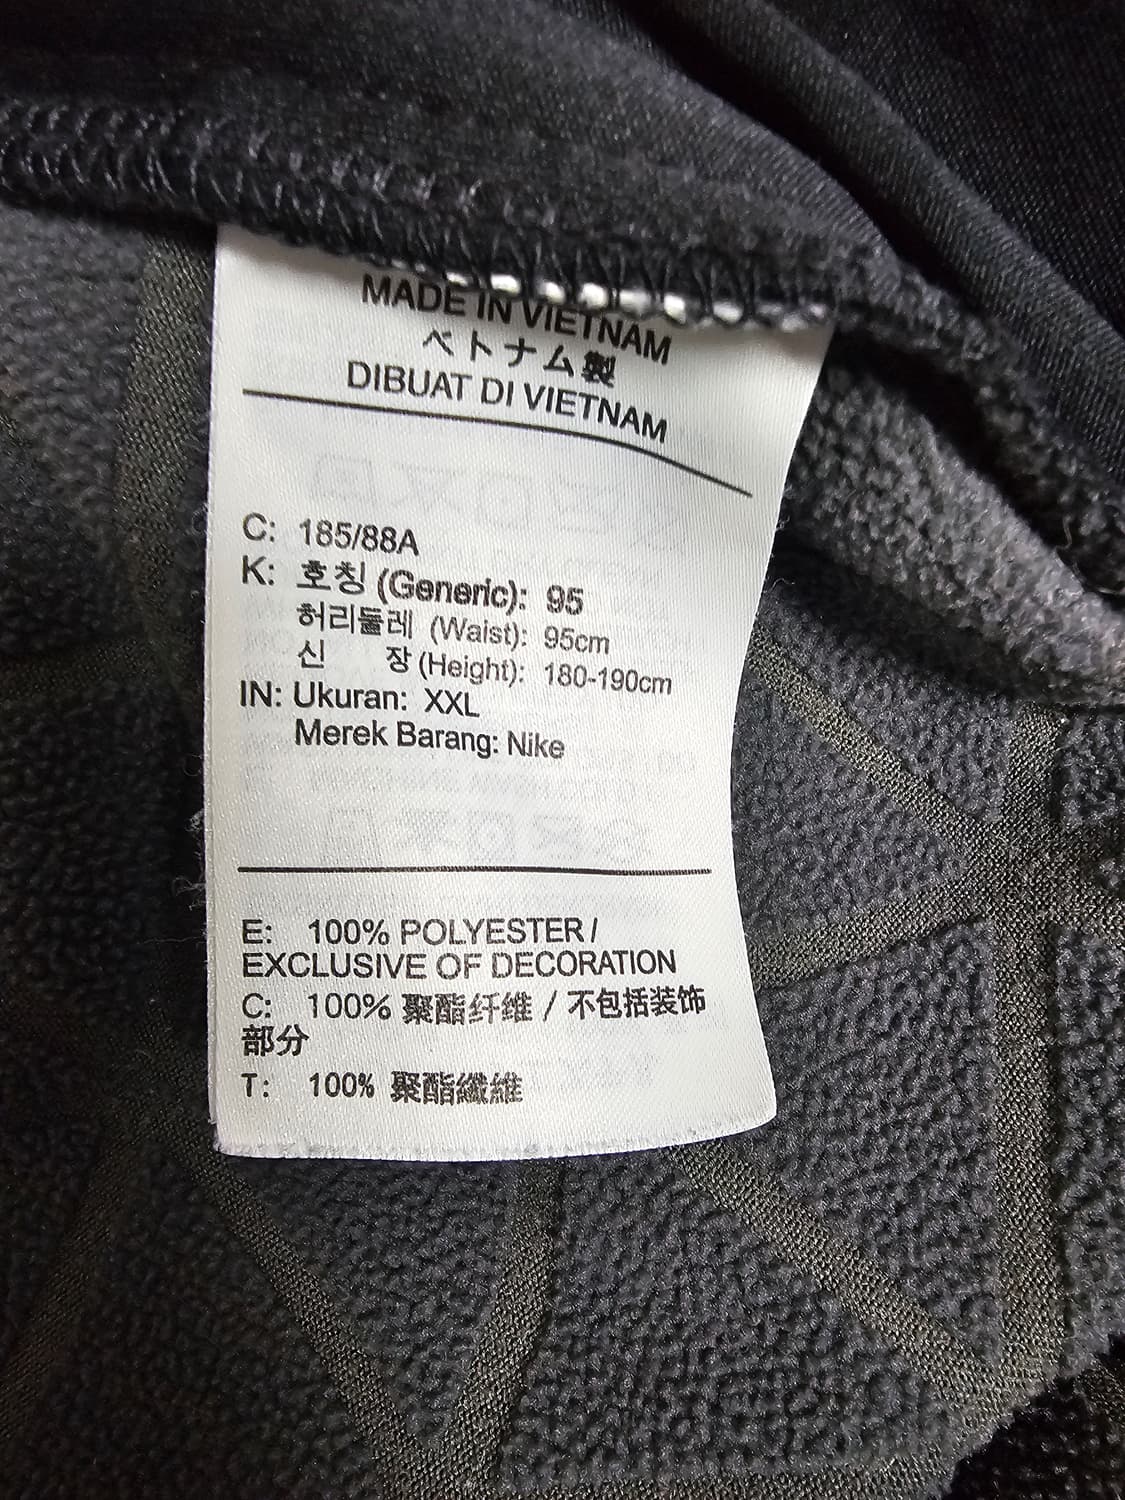 MADE IN VIETNAM
ベトナム製
DIBUAT DI VIETNAM
C: 185/88A
K: 호칭 (Generic): 95
허리둘레 (Waist): 95cm
신 장 (Height): 180-190cm
IN: Ukuran: XXL
Merek Barang: Nike
E: 100% POLYESTER /
EXCLUSIVE OF DECORATION
C: 100% 聚酯纤维 / 不包括装饰
部分
T: 100% 聚酯纖維